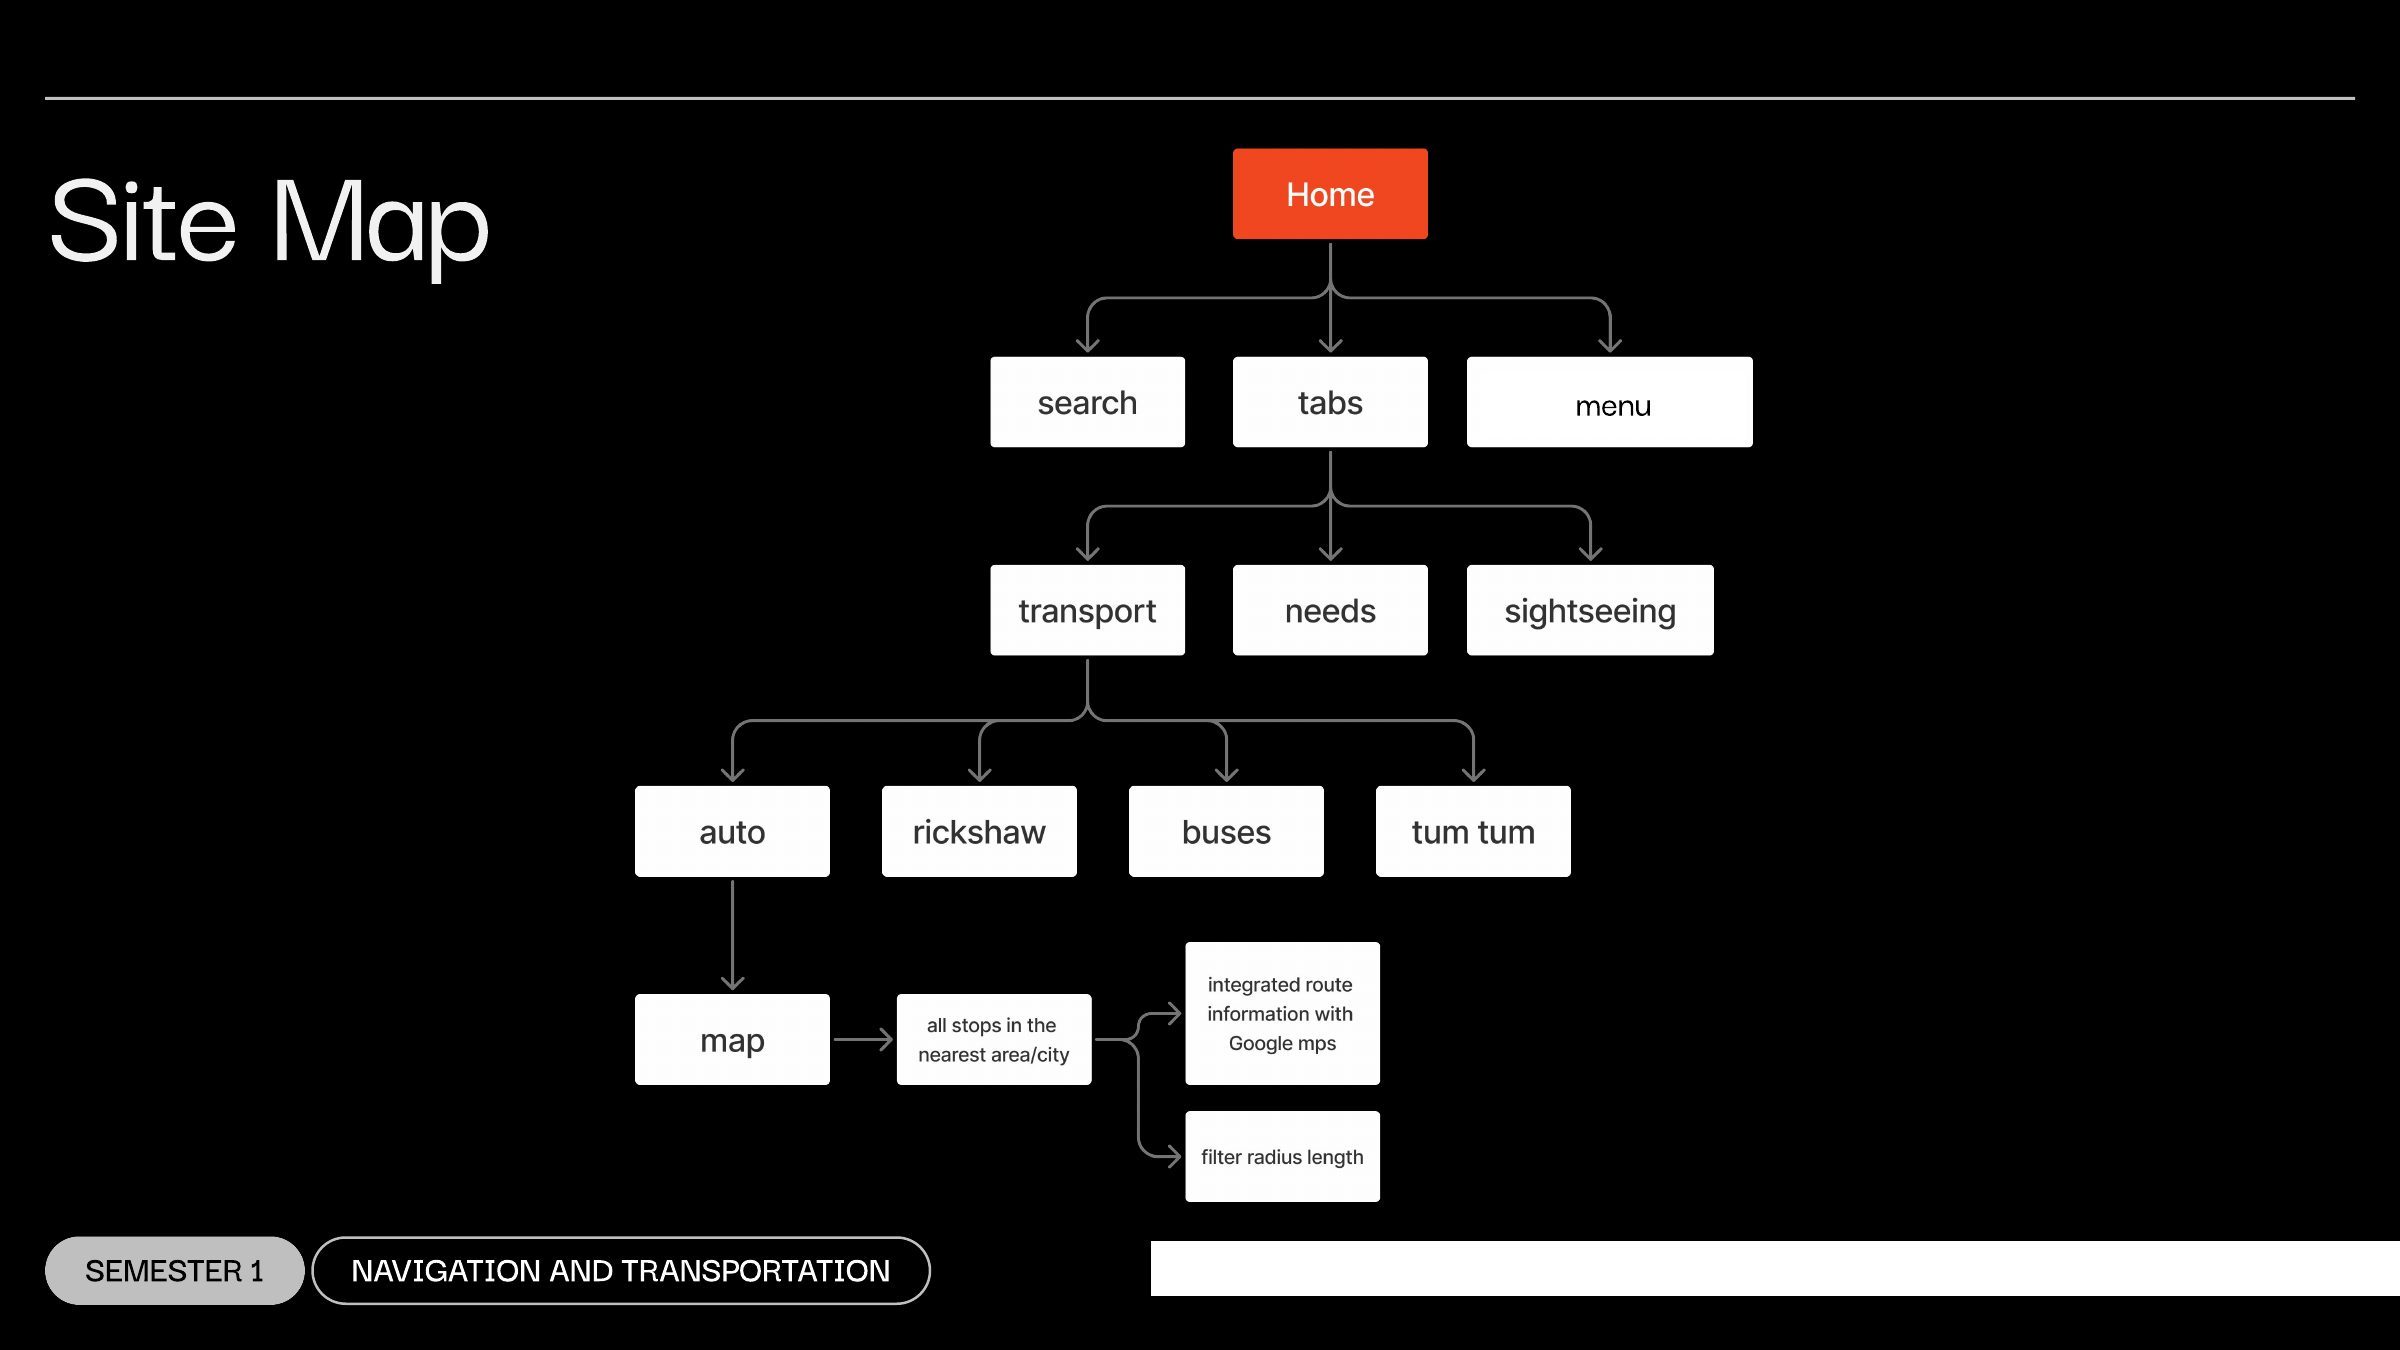 Site Map
Home
search
tabs
menu
transport
needs
sightseeing
auto
rickshaw
buses
tum tum
map
all stops in the
nearest area/city
integrated route
information with
Google mps
filter radius length
SEMESTER 1
NAVIGATION AND TRANSPORTATION